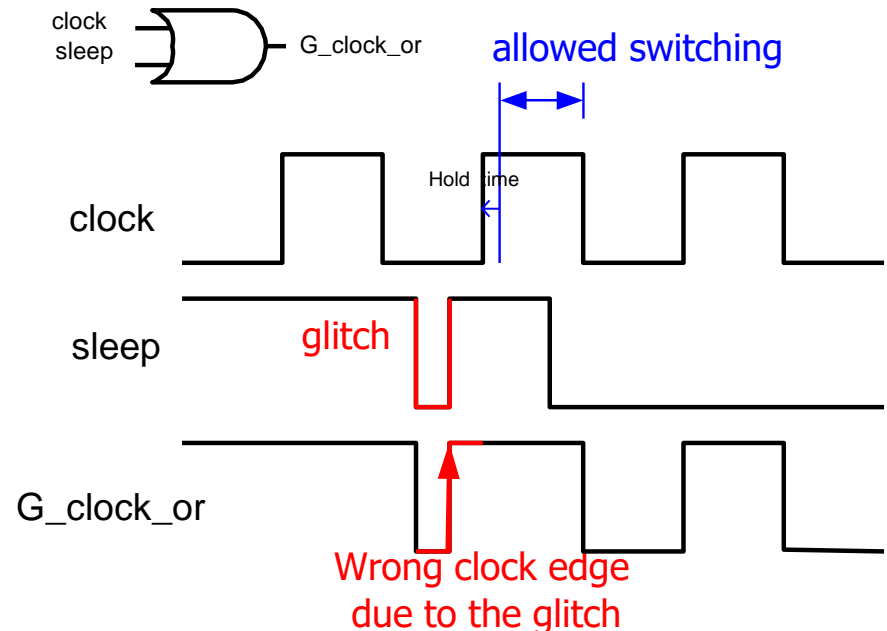 clock
sleep
G_clock_or
allowed switching
Hold time
clock
glitch
sleep
G_clock_or
Wrong clock edge
due to the glitch